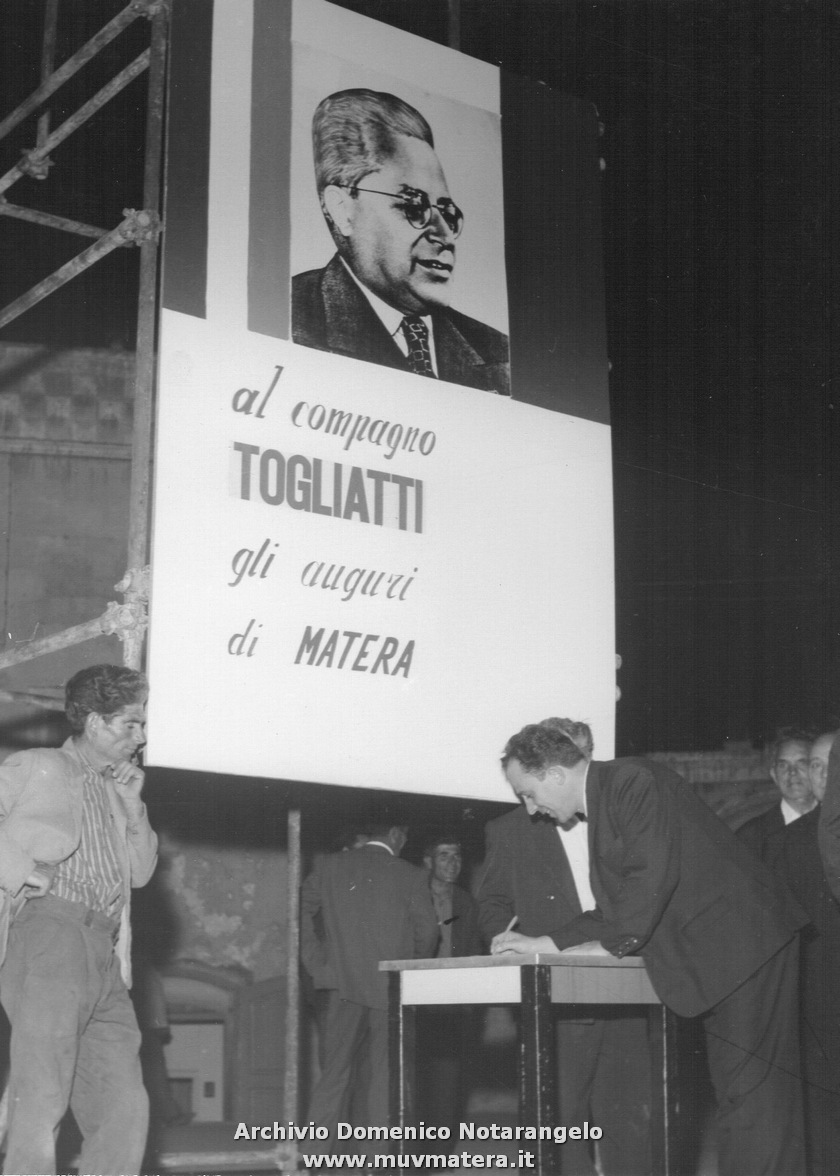 al compagno
TOGLIATTI
gli auguri
di MATERA
Archivio Domenico Notarangelo
www.muvmatera.it